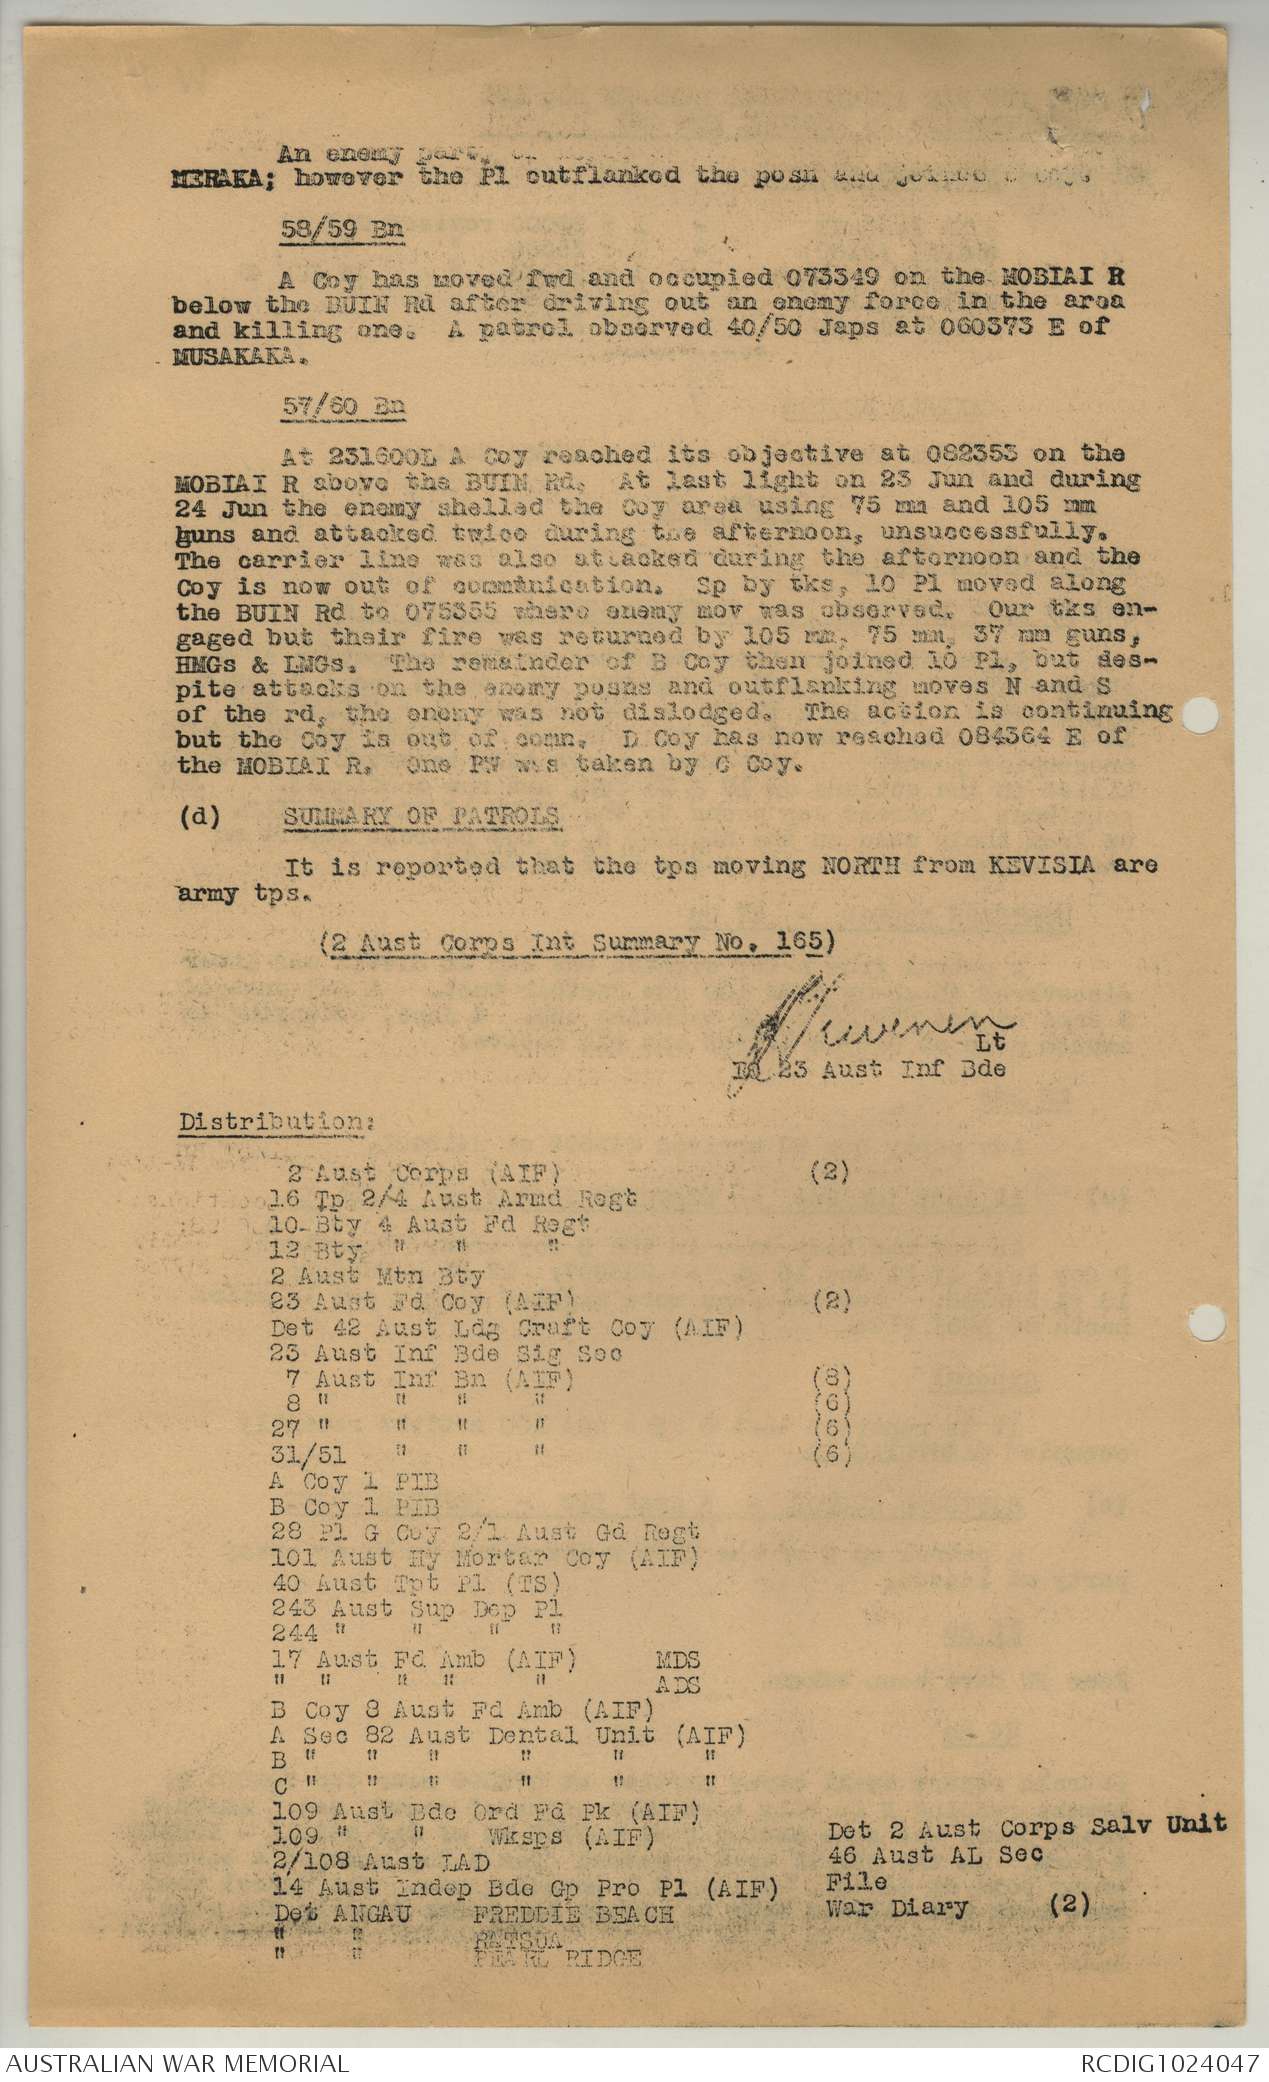 An enemy party
MERAKA; however the Pl outflanked the posn and joined Coy.
58/59 Bn
A Coy has moved fwd and occupied 073349 on the MOBIAI R
below the BUIN Rd after driving out an enemy force in the area
and killing one. A patrol observed 40/50 Japs at 060373 E of
MUSAKAKA.
57/60 Bn
At 231600L A Coy reached its objective at 082353 on the
MOBIAI R above the BUIN Rd. At last light on 23 Jun and during
24 Jun the enemy shelled the Coy area using 75 mm and 105 mm
guns and attacked twice during the afternoon, unsuccessfully.
The carrier line was also attacked during the afternoon and the
Coy is now out of communication. Sp by tks, 10 Pl moved along
the BUIN Rd to 075355 where enemy mov was observed. Our tks en-
gaged but their fire was returned by 105 mm, 75 mm, 37 mm guns,
HMGs & LMGs. The remainder of B Coy then joined 10 Pl, but des-
pite attacks on the enemy posns and outflanking moves N and S
of the rd, the enemy was not dislodged. The action is continuing
but the Coy is out of comn. D Coy has now reached 084364 E of
the MOBIAI R. One PW was taken by C Coy.
(d) SUMMARY OF PATROLS
It is reported that the tps moving NORTH from KEVISIA are
army tps.
(2 Aust Corps Int Summary No. 165)
Lt
IO 23 Aust Inf Bde
Distribution:
2 Aust Corps (AIF) (2)
16 Tp 2/4 Aust Armd Regt
10 Bty 4 Aust Fd Regt
12 Bty " " "
2 Aust Mtn Bty
23 Aust Fd Coy (AIF) (2)
Det 42 Aust Ldg Craft Coy (AIF)
23 Aust Inf Bde Sig Sec
7 Aust Inf Bn (AIF) (8)
8 " " " " (6)
27 " " " " (6)
31/51 " " " (6)
A Coy 1 PIB
B Coy 1 PIB
28 Pl G Coy 2/1 Aust Gd Regt
101 Aust Hy Mortar Coy (AIF)
40 Aust Tpt Pl (TS)
243 Aust Sup Dep Pl
244 " " " "
17 Aust Fd Amb (AIF) MDS
" " " " " ADS
B Coy 8 Aust Fd Amb (AIF)
A Sec 82 Aust Dental Unit (AIF)
B " " " " " "
C " " " " " "
109 Aust Bde Ord Fd Pk (AIF)
109 " " Wksps (AIF)
2/108 Aust LAD
14 Aust Indep Bde Gp Pro Pl (AIF)
Det ANGAU FREDDIE BEACH
" " RATSUA
" " PEARL RIDGE
Det 2 Aust Corps Salv Unit
46 Aust AL Sec
File
War Diary (2)
AUSTRALIAN WAR MEMORIAL RCDIG1024047